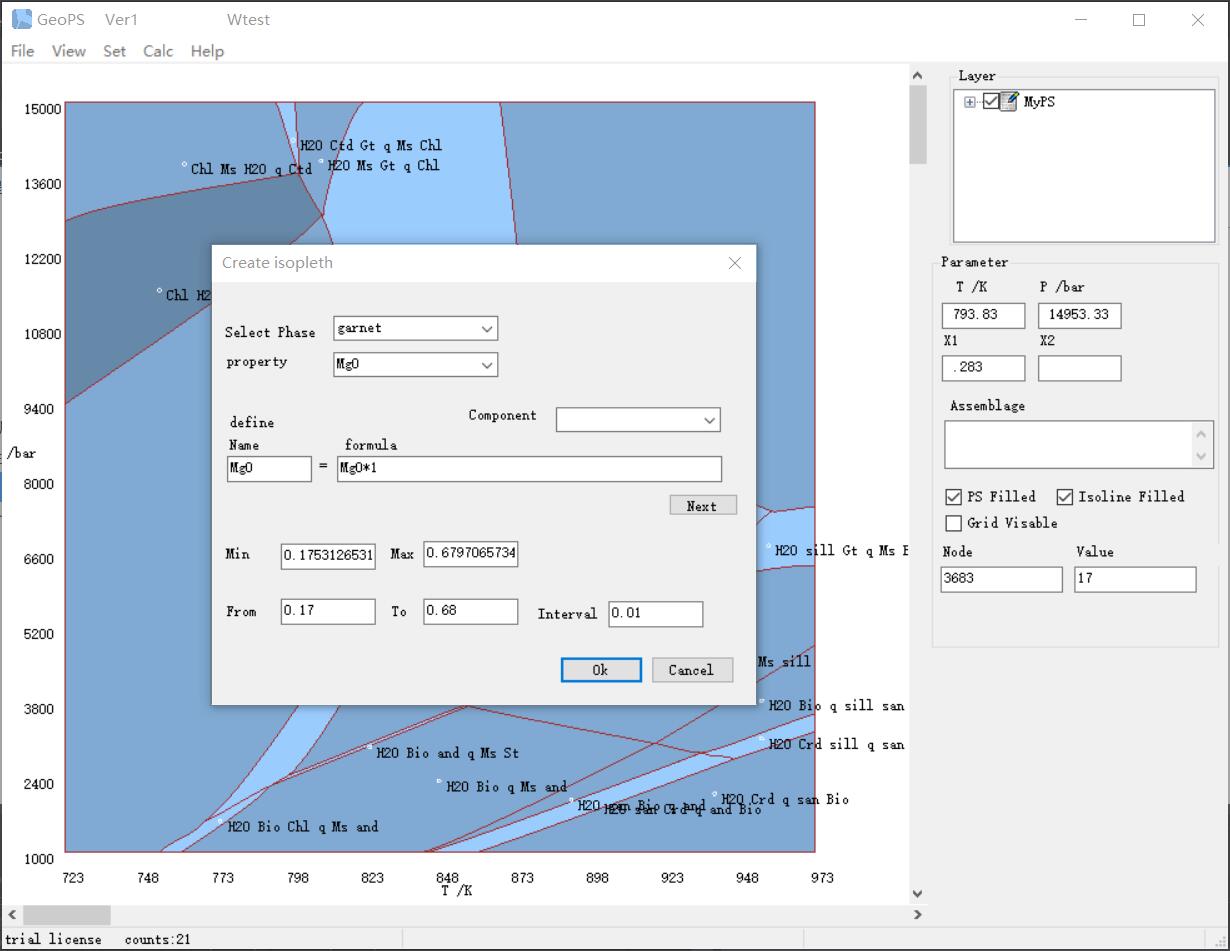 GeoPS Ver1 Wtest
File View Set Calc Help
Layer
MyPS
15000
13600
12200
10800
9400
/bar
8000
6600
5200
3800
2400
1000
723 748 773 798 823 848 873 898 923 948 973
T /K
H2O Ctd Gt q Ms Chl
Chl Ms H2O q Ctd
H2O Ms Gt q Chl
Chl H2
H2O sill Gt q Ms
Ms sill
H2O Bio q sill san
H2O Crd sill q san
H2O Bio and q Ms St
H2O Bio q Ms and
H2O san Bio q and
H2O san Crd q and Bio
H2O Crd q san Bio
H2O Bio Chl q Ms and
Create isopleth
Select Phase garnet
property MgO
define Component
Name formula
MgO = MgO*1
Next
Min 0.1753126531 Max 0.6797065734
From 0.17 To 0.68 Interval 0.01
Ok Cancel
Parameter
T /K P /bar
793.83 14953.33
X1 X2
.283
Assemblage
PS Filled Isoline Filled
Grid Visable
Node Value
3683 17
trial license counts:21